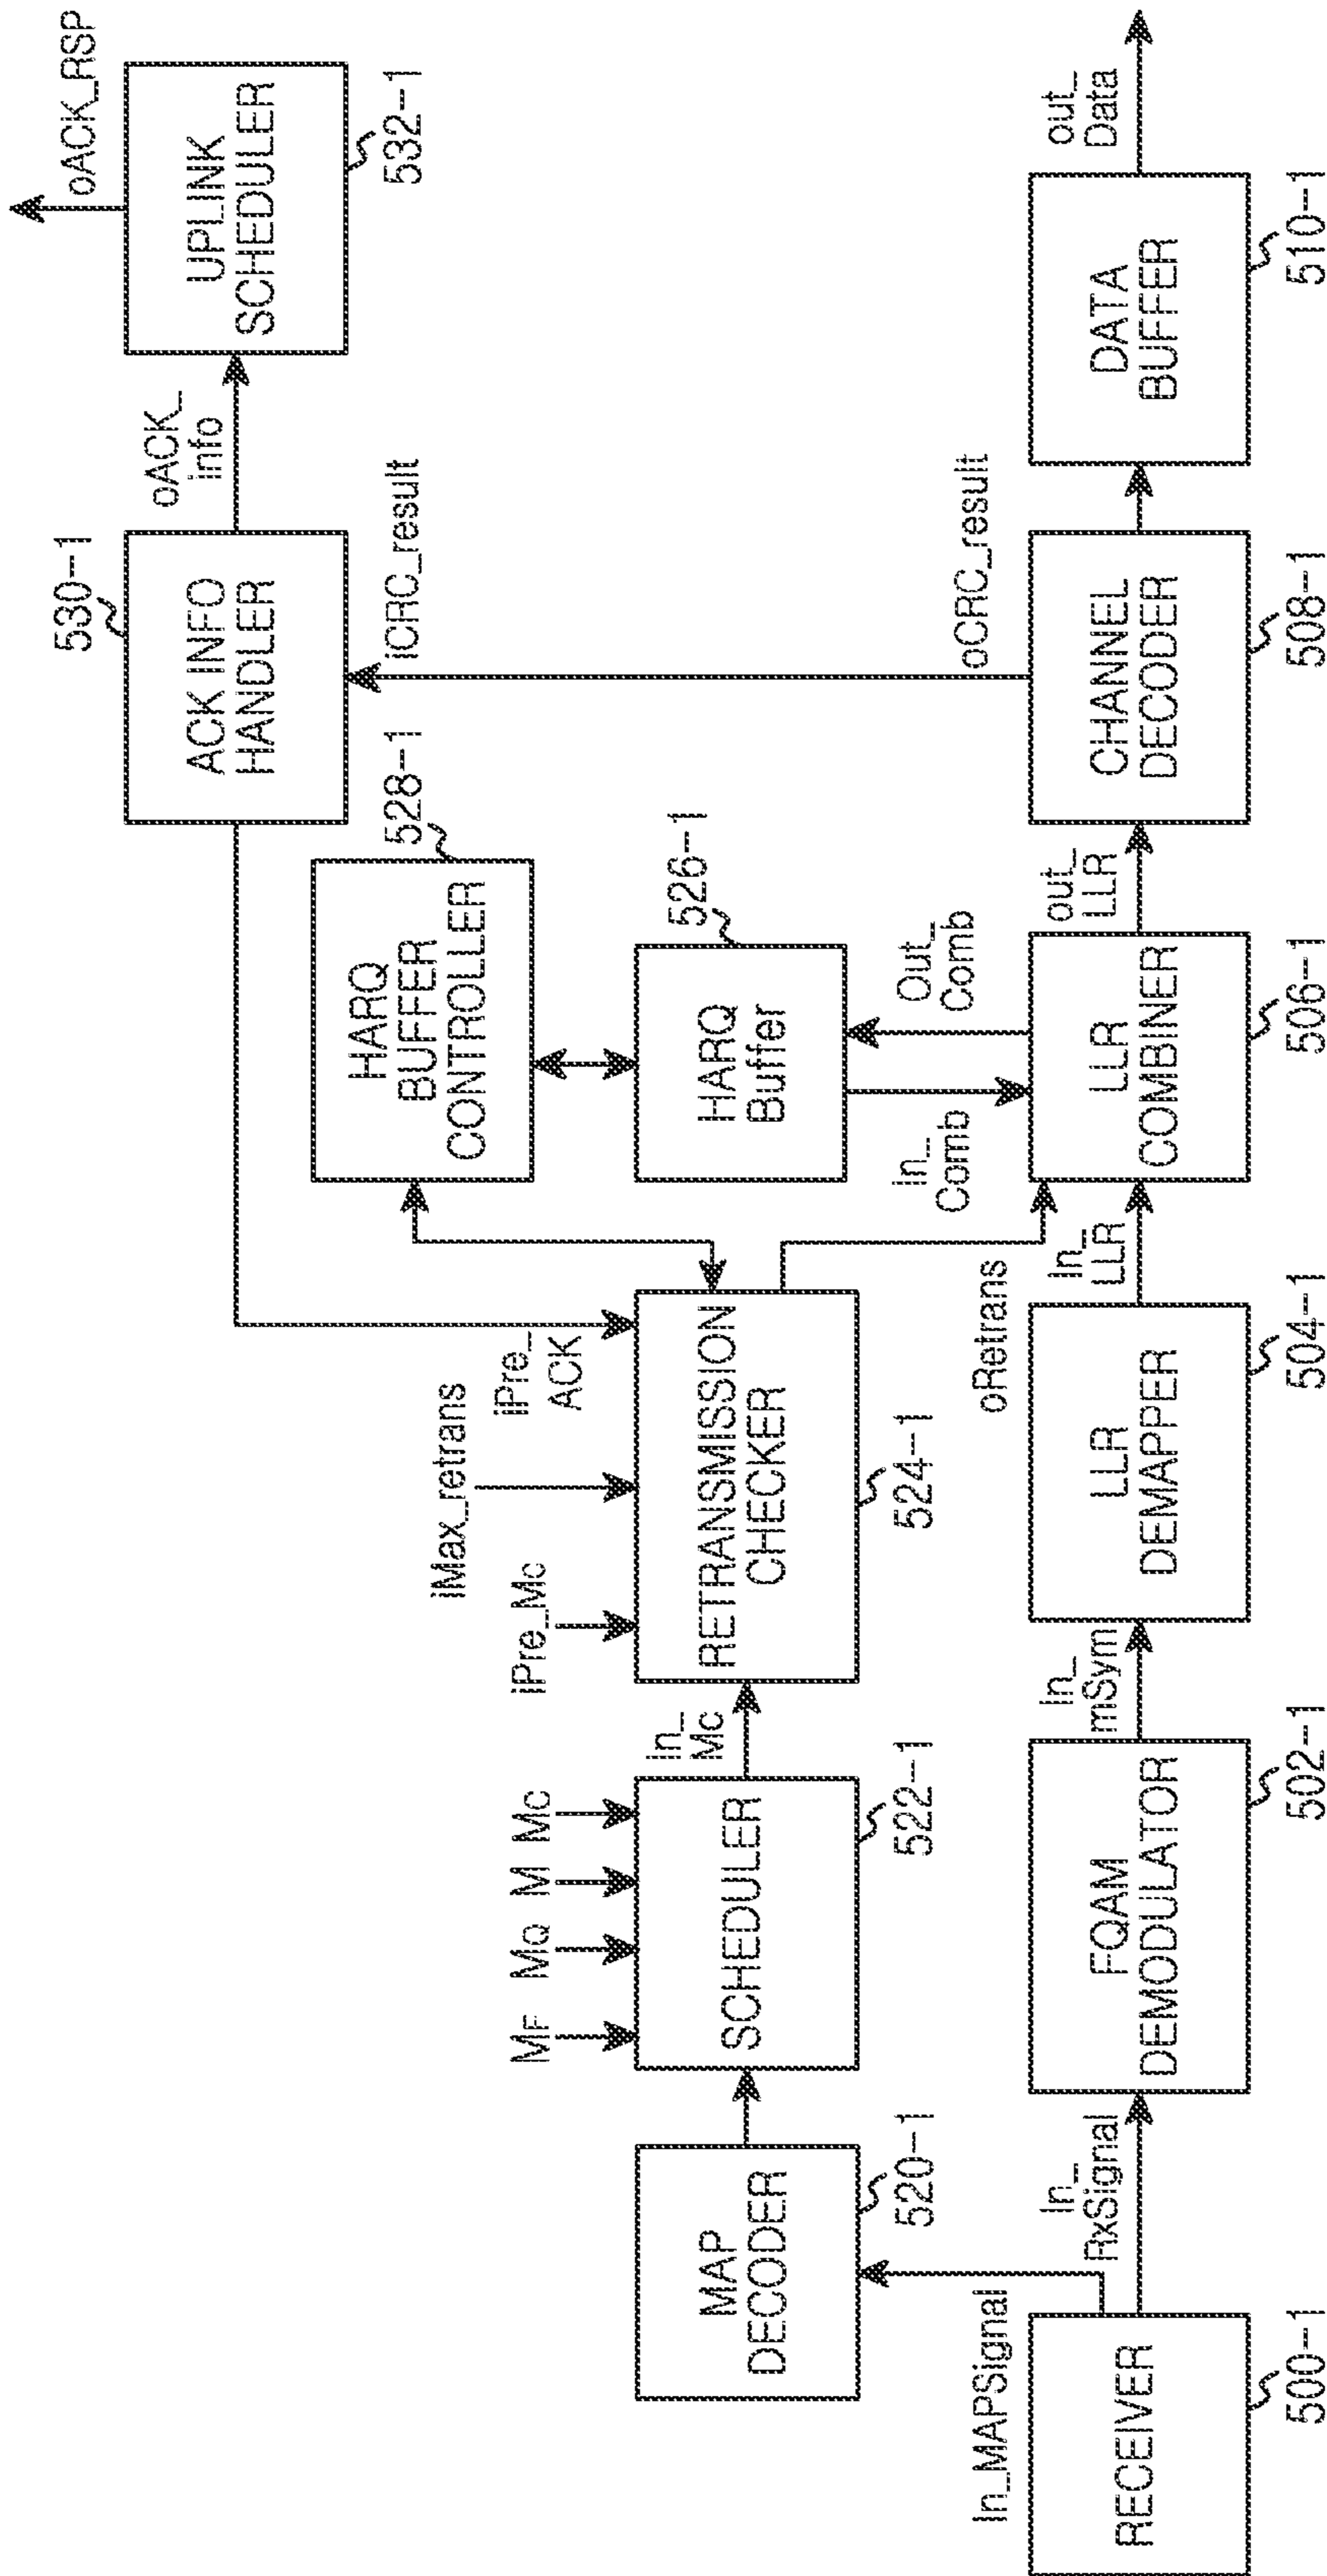 oACK_RSP
UPLINK
SCHEDULER
532-1
oACK_
info
530-1
ACK INFO
HANDLER
iCRC_result
528-1
HARQ
BUFFER
CONTROLLER
526-1
HARQ
Buffer
In_
Comb
Out_
Comb
iMax_retrans
iPre_
ACK
iPre_Mc
RETRANSMISSION
CHECKER
524-1
oRetrans
In_
Mc
MF
MQ
M
Mc
SCHEDULER
522-1
MAP
DECODER
520-1
In_MAPSignal
RECEIVER
500-1
In_
RxSignal
FQAM
DEMODULATOR
502-1
In_
mSym
LLR
DEMAPPER
504-1
In_
LLR
LLR
COMBINER
506-1
out_
LLR
CHANNEL
DECODER
508-1
oCRC_result
DATA
BUFFER
510-1
out_
Data